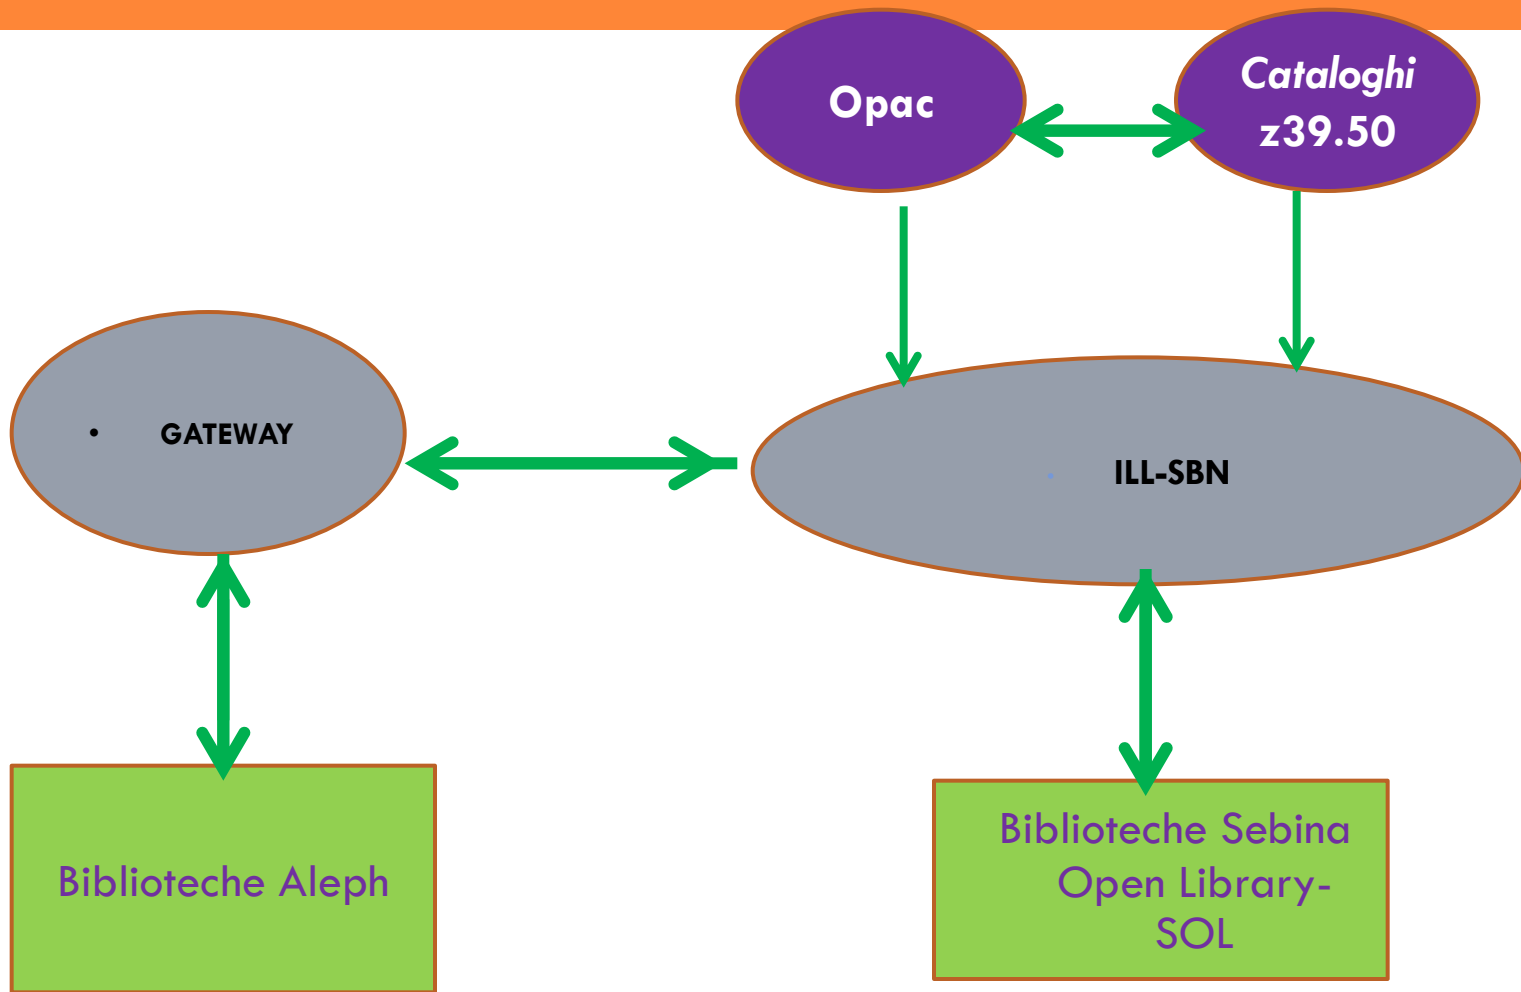 Opac
Cataloghi
z39.50
• GATEWAY
• ILL-SBN
Biblioteche Aleph
Biblioteche Sebina
Open Library-
SOL